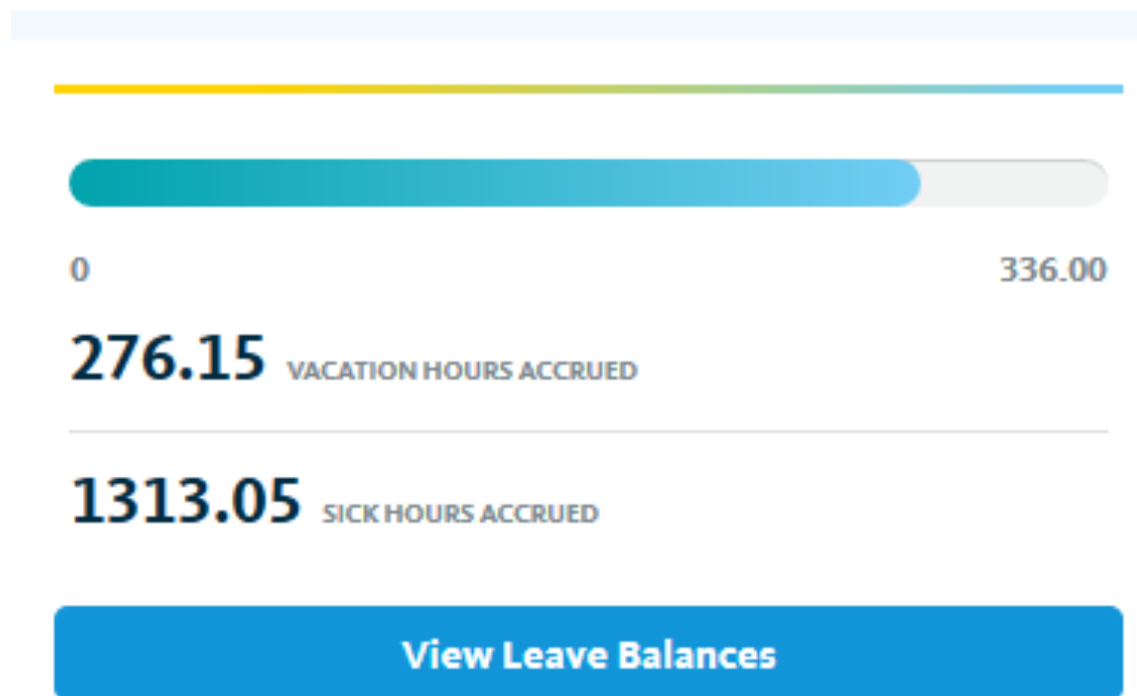 0 336.00
276.15 VACATION HOURS ACCRUED
1313.05 SICK HOURS ACCRUED
View Leave Balances